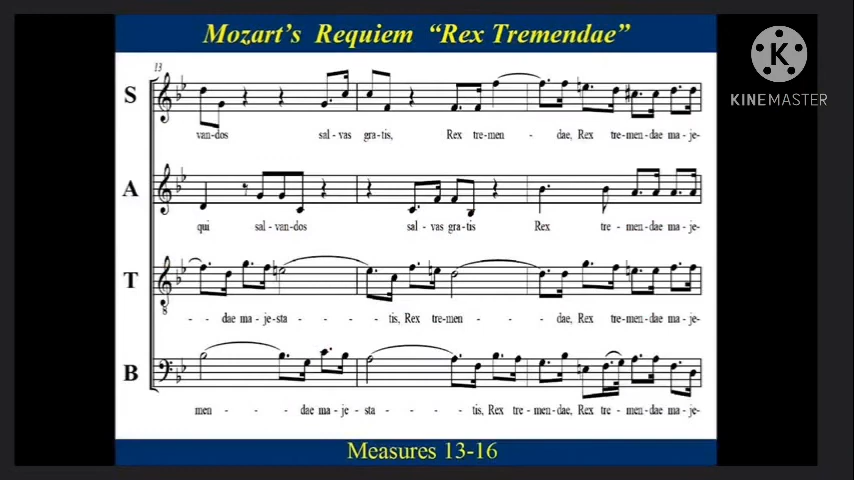 Mozart's Requiem “Rex Tremendae”
KINEMASTER
13
S
van-dos sal - vas gra-tis, Rex tre-men - dae, Rex tre-men-dae ma-je-
A
qui sal-van-dos sal - vas gra-tis Rex tre-men-dae ma-je-
T
- - dae ma - je-sta - - tis, Rex tre-men - - dae, Rex tre-men-dae ma-je-
8
B
men - - - dae ma - je - sta - - - tis, Rex tre-men-dae, Rex tre-men-dae ma-je-
Measures 13-16